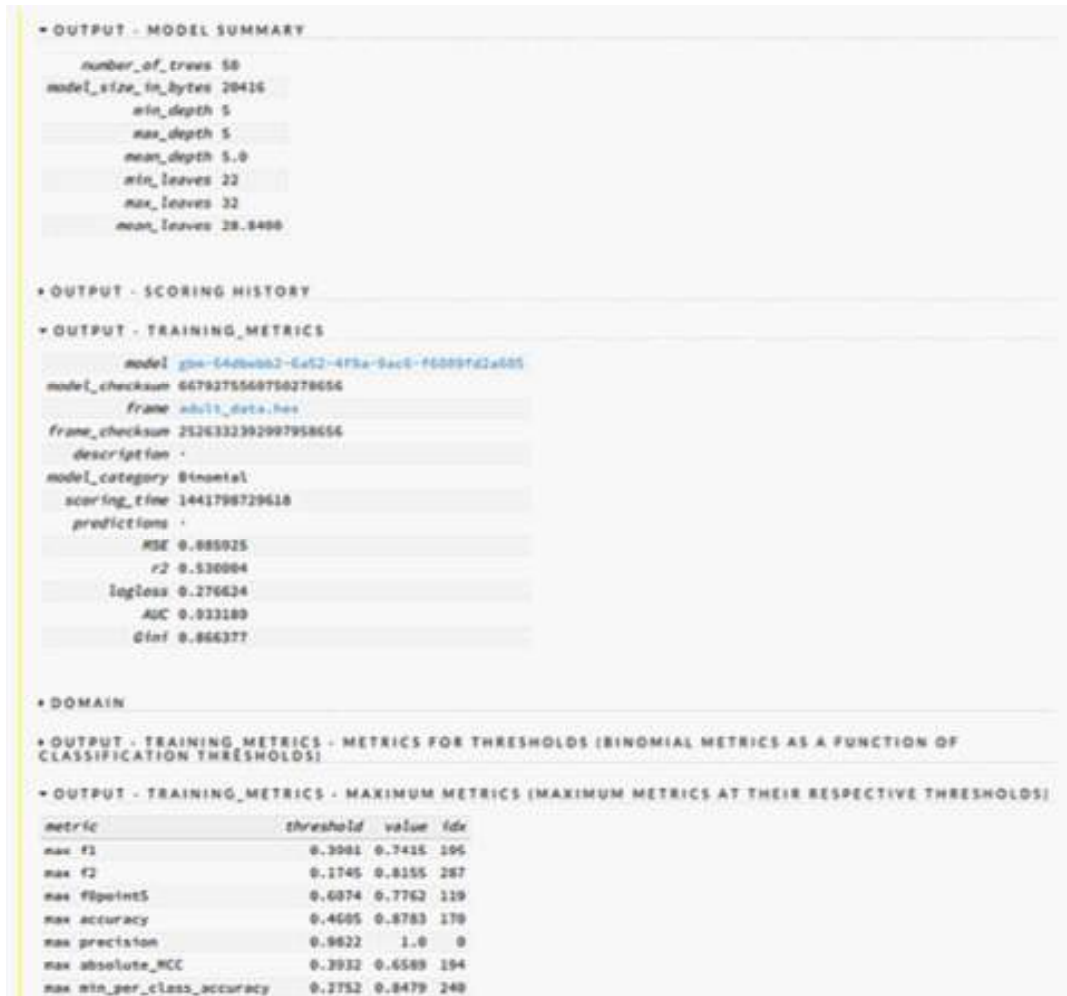 OUTPUT - MODEL SUMMARY
number_of_trees 50
model_size_in_bytes 20416
min_depth 5
max_depth 5
mean_depth 5.0
min_leaves 22
max_leaves 32
mean_leaves 28.8400
OUTPUT - SCORING HISTORY
OUTPUT - TRAINING_METRICS
model
model_checksum
frame adult_data.hex
frame_checksum
description ·
model_category Binomial
scoring_time 1441798729618
predictions ·
MSE 0.085025
r2 0.530004
logloss 0.276624
AUC 0.933189
Gini 0.866377
DOMAIN
OUTPUT - TRAINING_METRICS - METRICS FOR THRESHOLDS (BINOMIAL METRICS AS A FUNCTION OF
CLASSIFICATION THRESHOLDS)
OUTPUT - TRAINING_METRICS - MAXIMUM METRICS (MAXIMUM METRICS AT THEIR RESPECTIVE THRESHOLDS)
metric threshold value idx
max f1 0.3981 0.7415 195
max f2 0.1745 0.8155 287
max f0point5 0.6074 0.7762 119
max accuracy 0.4605 0.8783 170
max precision 0.9822 1.0 0
max absolute_MCC 0.3932 0.6589 194
max min_per_class_accuracy 0.2752 0.8479 240